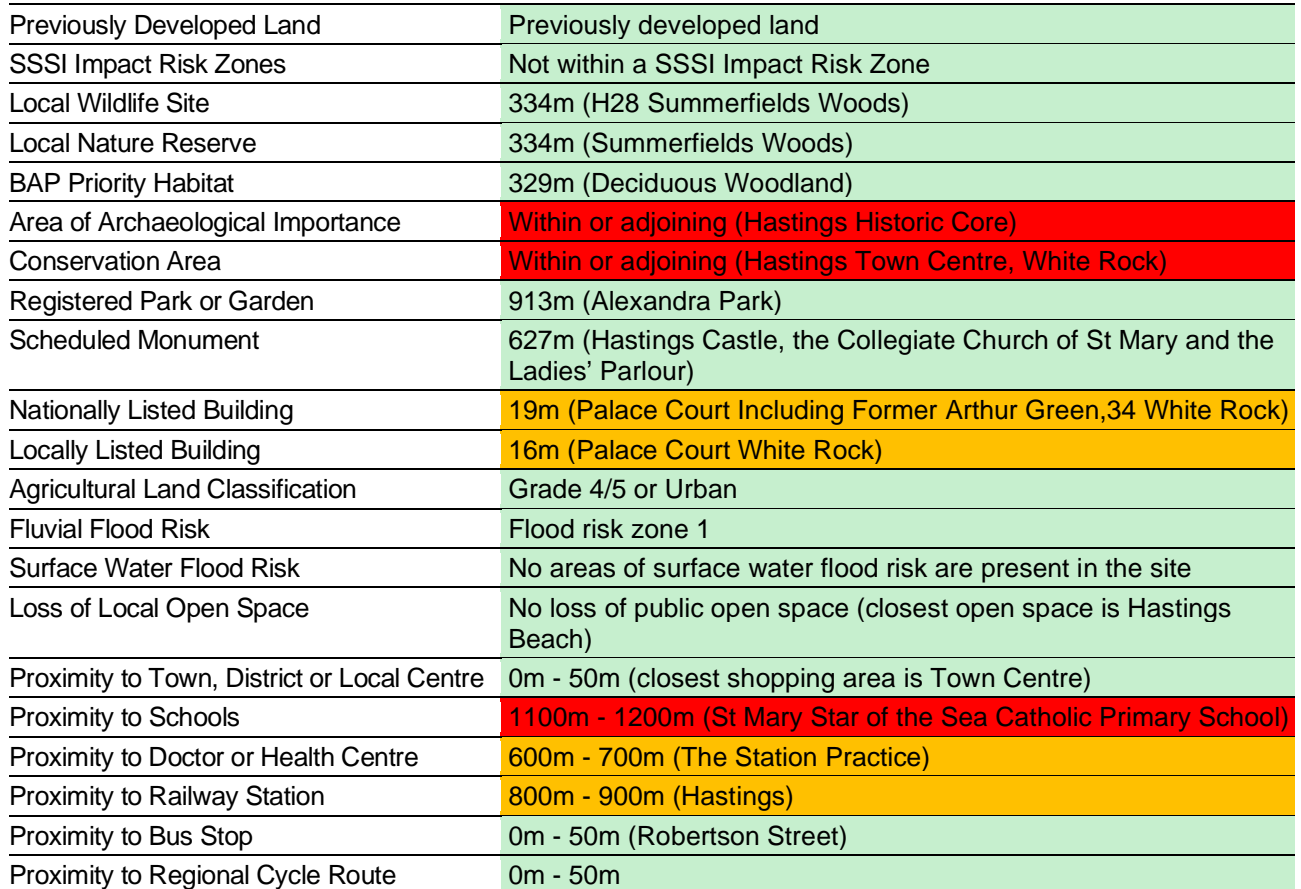 Previously Developed Land Previously developed land
SSSI Impact Risk Zones Not within a SSSI Impact Risk Zone
Local Wildlife Site 334m (H28 Summerfields Woods)
Local Nature Reserve 334m (Summerfields Woods)
BAP Priority Habitat 329m (Deciduous Woodland)
Area of Archaeological Importance Within or adjoining (Hastings Historic Core)
Conservation Area Within or adjoining (Hastings Town Centre, White Rock)
Registered Park or Garden 913m (Alexandra Park)
Scheduled Monument 627m (Hastings Castle, the Collegiate Church of St Mary and the
Ladies’ Parlour)
Nationally Listed Building 19m (Palace Court Including Former Arthur Green,34 White Rock)
Locally Listed Building 16m (Palace Court White Rock)
Agricultural Land Classification Grade 4/5 or Urban
Fluvial Flood Risk Flood risk zone 1
Surface Water Flood Risk No areas of surface water flood risk are present in the site
Loss of Local Open Space No loss of public open space (closest open space is Hastings
Beach)
Proximity to Town, District or Local Centre 0m - 50m (closest shopping area is Town Centre)
Proximity to Schools 1100m - 1200m (St Mary Star of the Sea Catholic Primary School)
Proximity to Doctor or Health Centre 600m - 700m (The Station Practice)
Proximity to Railway Station 800m - 900m (Hastings)
Proximity to Bus Stop 0m - 50m (Robertson Street)
Proximity to Regional Cycle Route 0m - 50m